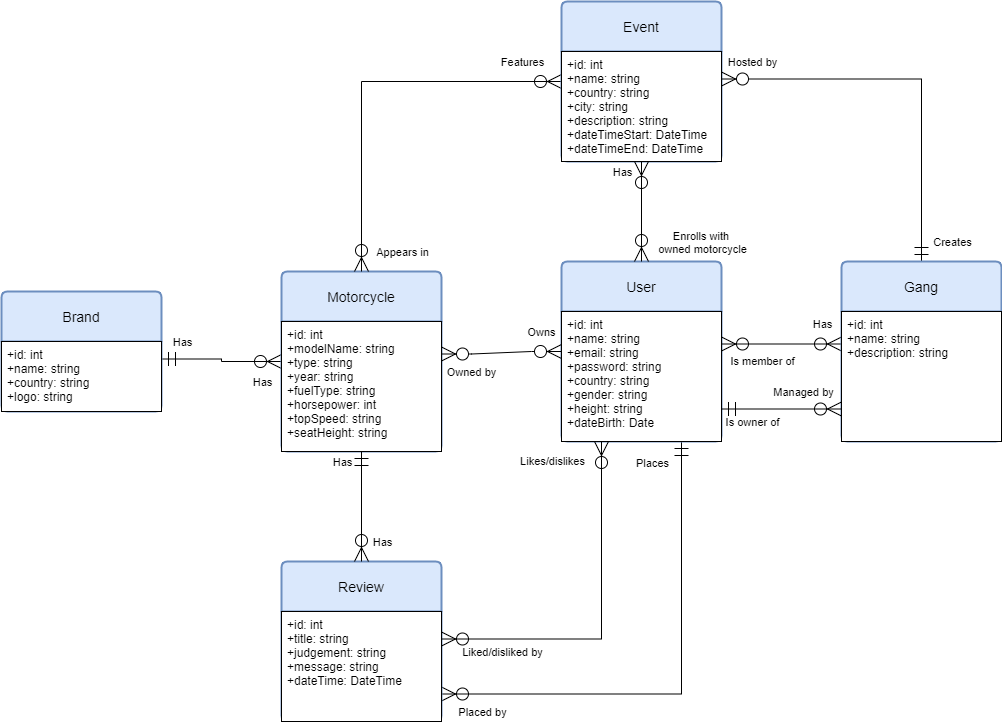 Event
+id: int
+name: string
+country: string
+city: string
+description: string
+dateTimeStart: DateTime
+dateTimeEnd: DateTime
Features
Hosted by
Has
Enrolls with
owned motorcycle
Appears in
Creates
Brand
+id: int
+name: string
+country: string
+logo: string
Has
Has
Motorcycle
+id: int
+modelName: string
+type: string
+year: string
+fuelType: string
+horsepower: int
+topSpeed: string
+seatHeight: string
Owns
Owned by
User
+id: int
+name: string
+email: string
+password: string
+country: string
+gender: string
+height: string
+dateBirth: Date
Has
Is member of
Managed by
Is owner of
Gang
+id: int
+name: string
+description: string
Has
Has
Likes/dislikes
Places
Review
+id: int
+title: string
+judgement: string
+message: string
+dateTime: DateTime
Liked/disliked by
Placed by